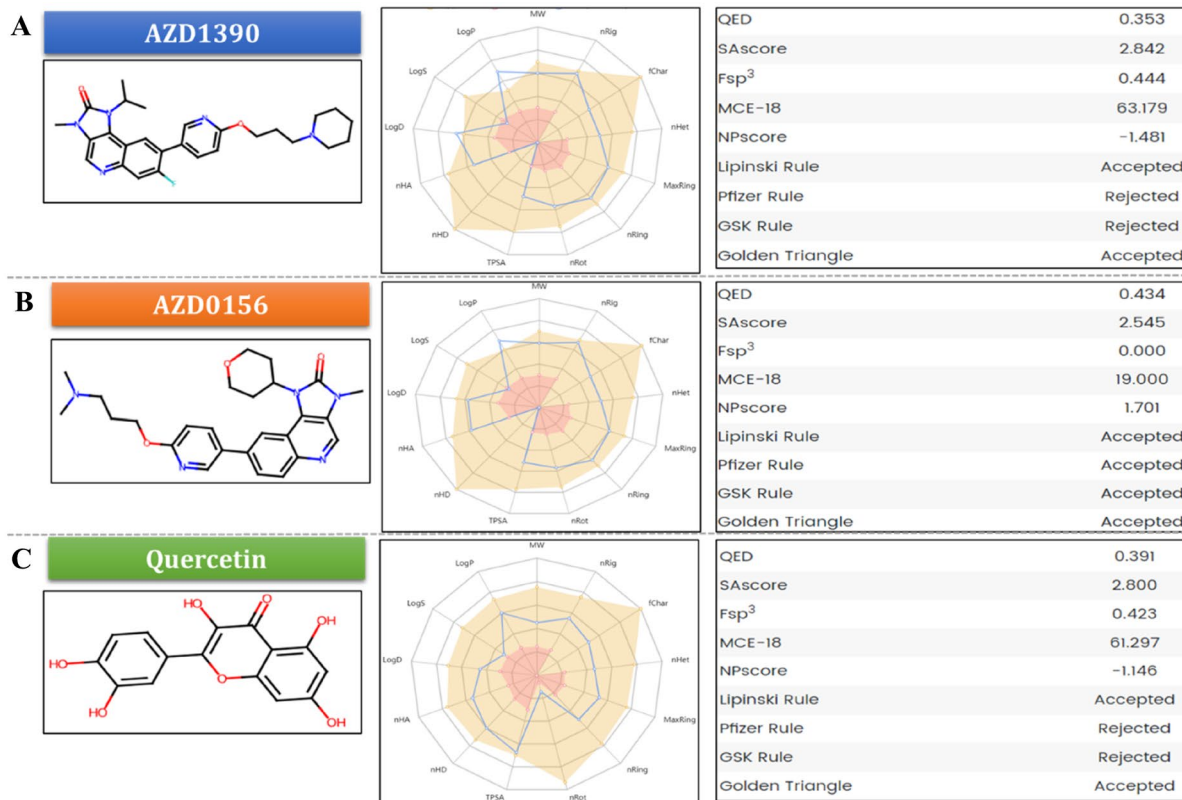 A
AZD1390
MW
nRig
fChar
nHet
MaxRing
nRing
nRot
TPSA
nHD
nHA
LogD
LogS
LogP
QED 0.353
SAscore 2.842
Fsp³ 0.444
MCE-18 63.179
NPscore -1.481
Lipinski Rule Accepted
Pfizer Rule Rejected
GSK Rule Rejected
Golden Triangle Accepted
B
AZD0156
MW
nRig
fChar
nHet
MaxRing
nRing
nRot
TPSA
nHD
nHA
LogD
LogS
LogP
QED 0.434
SAscore 2.545
Fsp³ 0.000
MCE-18 19.000
NPscore 1.701
Lipinski Rule Accepted
Pfizer Rule Accepted
GSK Rule Accepted
Golden Triangle Accepted
C
Quercetin
HO
O
OH
HO
HO
O
OH
MW
nRig
fChar
nHet
MaxRing
nRing
nRot
TPSA
nHD
nHA
LogD
LogS
LogP
QED 0.391
SAscore 2.800
Fsp³ 0.423
MCE-18 61.297
NPscore -1.146
Lipinski Rule Accepted
Pfizer Rule Rejected
GSK Rule Rejected
Golden Triangle Accepted